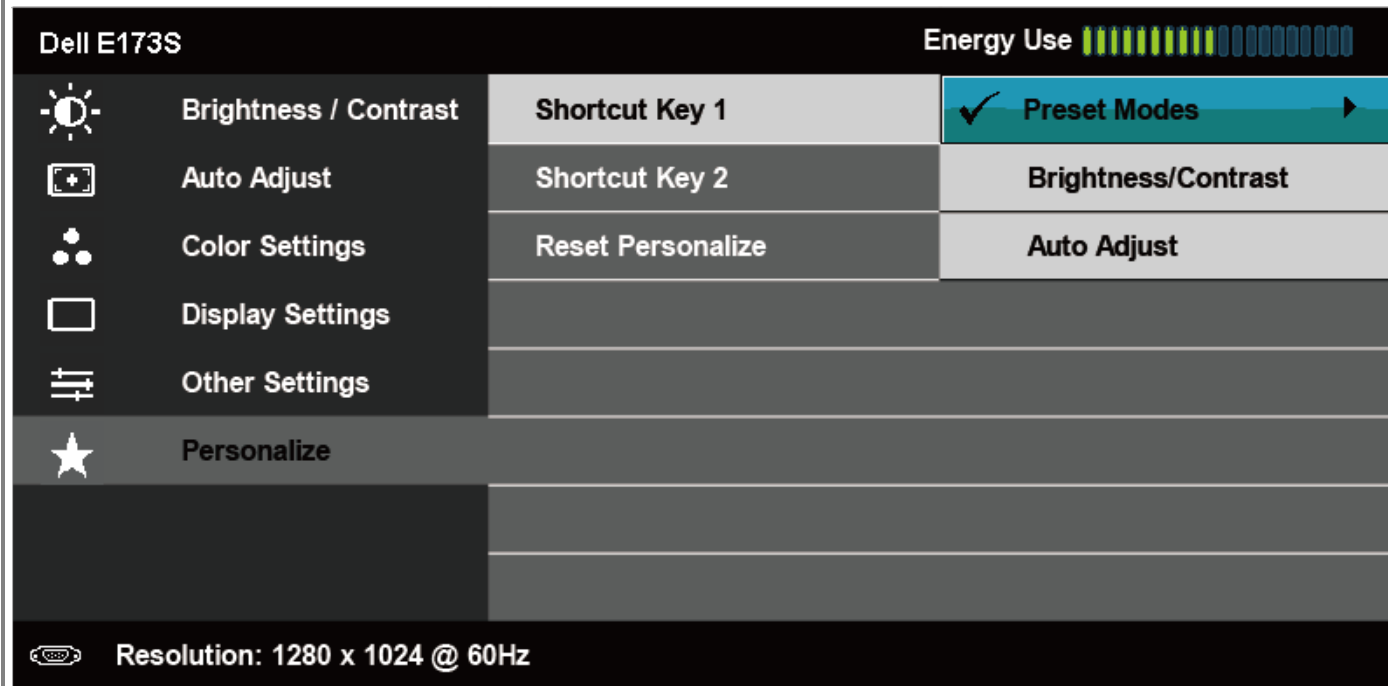 Dell E173S Energy Use
Brightness / Contrast Shortcut Key 1 Preset Modes
Auto Adjust Shortcut Key 2 Brightness/Contrast
Color Settings Reset Personalize Auto Adjust
Display Settings
Other Settings
Personalize
Resolution: 1280 x 1024 @ 60Hz